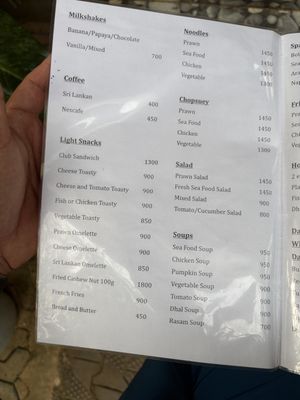 Milkshakes
Banana/Papaya/Chocolate
Vanilla/Mixed 700
Coffee
Sri Lankan 400
Nescafe 450
Light Snacks
Club Sandwich 1300
Cheese Toasty 900
Cheese and Tomato Toasty 900
Fish or Chicken Toasty 900
Vegetable Toasty 850
Prawn Omelette 900
Cheese Omelette 900
Sri Lankan Omelette 850
Fried Cashew Nut 100g 1800
French Fries 900
Bread and Butter 450
Noodles
Prawn 1450
Sea Food 1450
Chicken 1450
Vegetable 1300
Chopsuey
Prawn 1450
Sea Food 1450
Chicken 1450
Vegetable 1300
Salad
Prawn Salad 1450
Fresh Sea Food Salad 1450
Mixed Salad 900
Tomato/Cucumber Salad 800
Soups
Sea Food Soup 950
Chicken Soup 950
Pumpkin Soup 950
Vegetable Soup 900
Tomato Soup 900
Dhal Soup 900
Rasam Soup 700